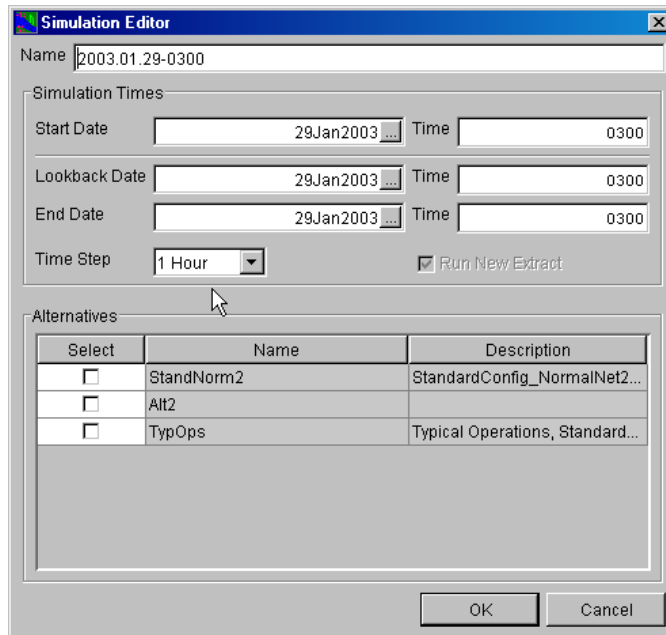 Simulation Editor
Name 2003.01.29-0300
Simulation Times
Start Date 29Jan2003 ... Time 0300
Lookback Date 29Jan2003 ... Time 0300
End Date 29Jan2003 ... Time 0300
Time Step 1 Hour Run New Extract
Alternatives
Select Name Description
StandNorm2 StandardConfig_NormalNet2...
Alt2
TypOps Typical Operations, Standard...
OK Cancel